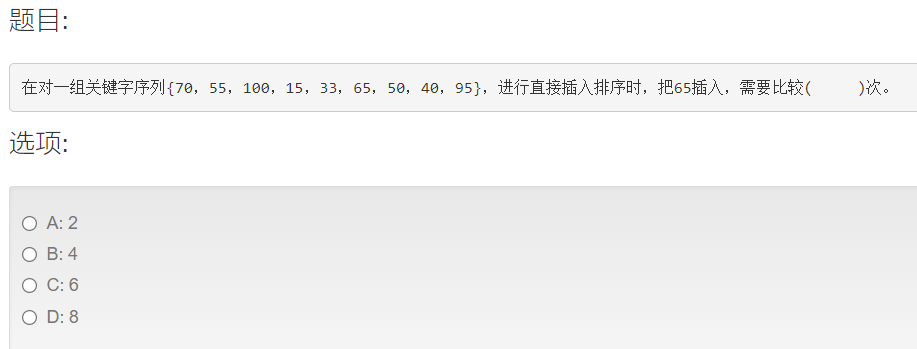 题目:
在对一组关键字序列{70，55，100，15，33，65，50，40，95}，进行直接插入排序时，把65插入，需要比较(     )次。
选项:
A: 2
B: 4
C: 6
D: 8